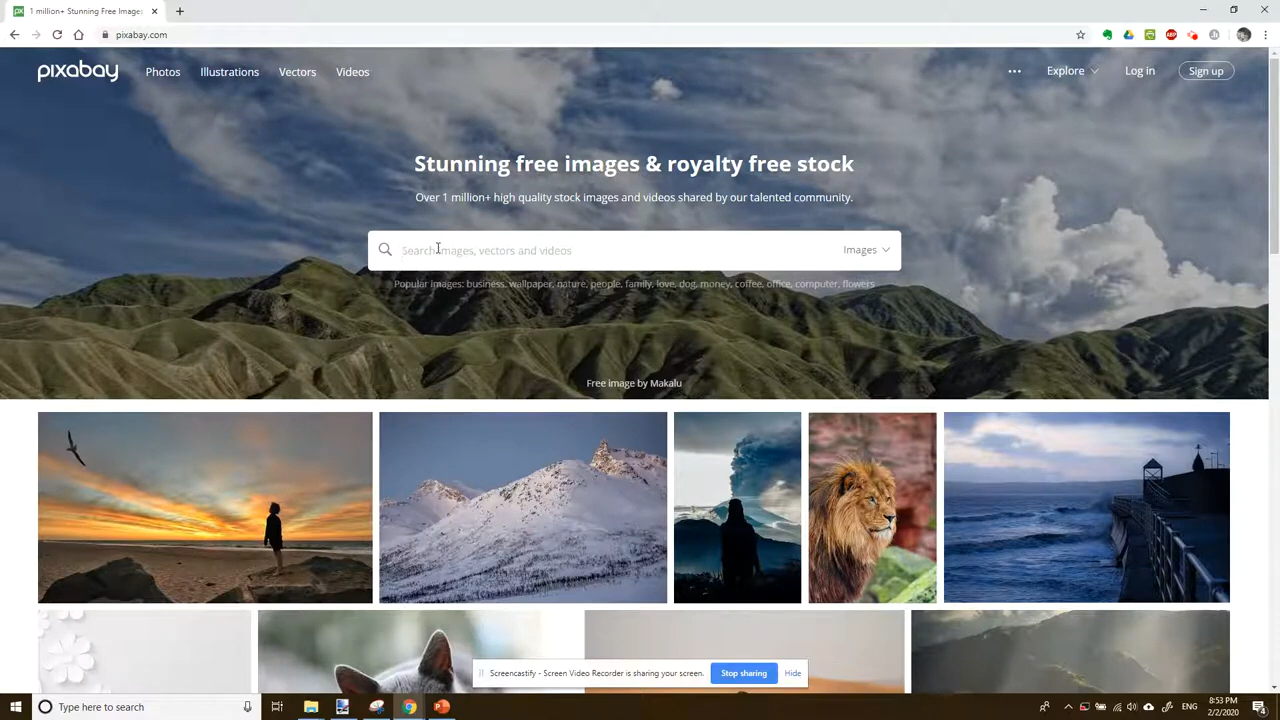 1 million+ Stunning Free Images
pixabay.com
pixabay
Photos
Illustrations
Vectors
Videos
Explore
Log in
Sign up
Stunning free images & royalty free stock
Over 1 million+ high quality stock images and videos shared by our talented community.
Search images, vectors and videos
Images
Popular images: business, wallpaper, nature, people, family, love, dog, money, coffee, office, computer, flowers
Free image by Makalu
Screencastify - Screen Video Recorder is sharing your screen.
Stop sharing
Hide
Type here to search
ENG
8:53 PM
2/2/2020